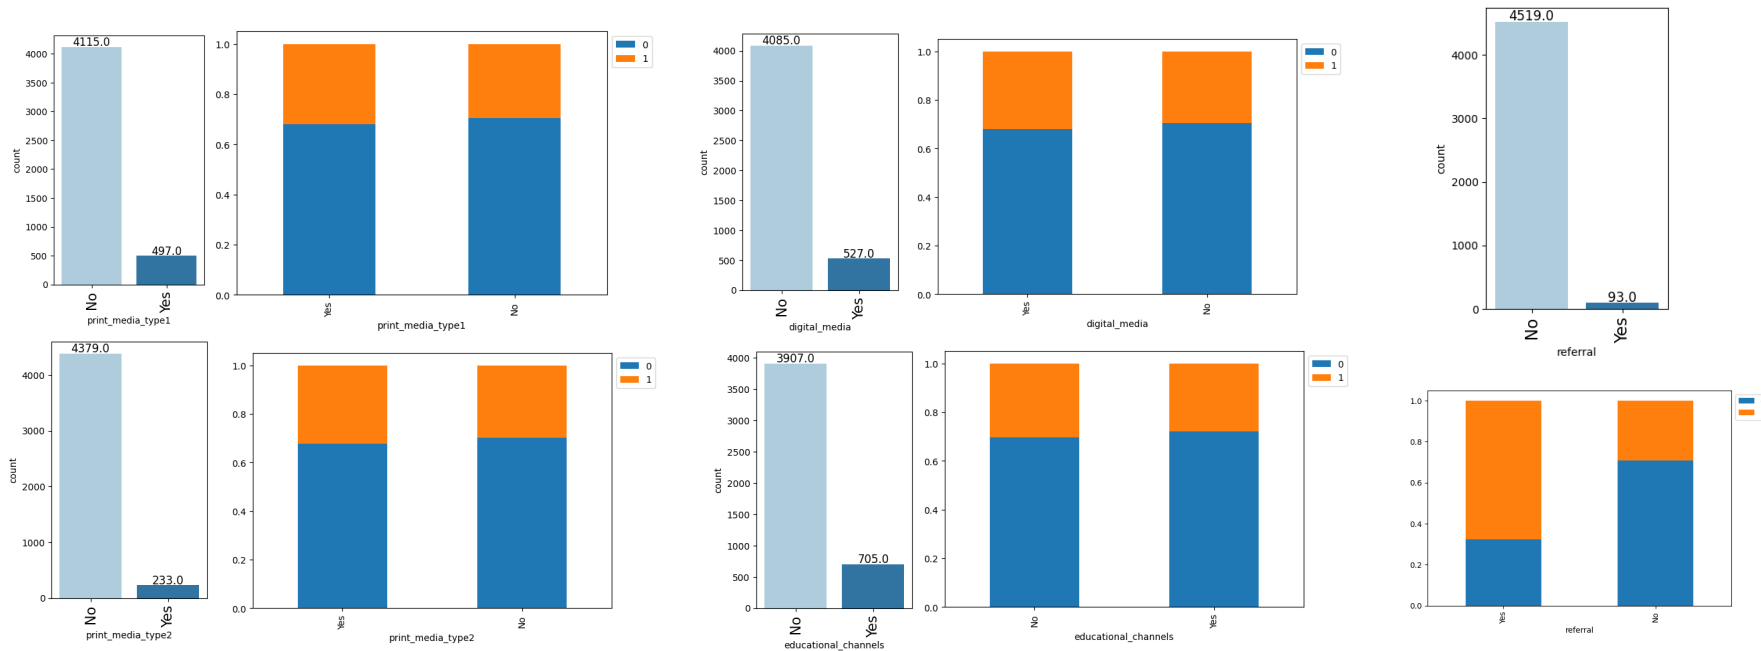 4115.0
4000
3500
3000
2500
2000
1500
1000
500
0
count
497.0
No
Yes
print_media_type1
1.0
0.8
0.6
0.4
0.2
0.0
0
1
Yes
No
print_media_type1
4085.0
4000
3500
3000
2500
2000
1500
1000
500
0
count
527.0
No
Yes
digital_media
1.0
0.8
0.6
0.4
0.2
0.0
0
1
Yes
No
digital_media
4519.0
4000
3000
2000
1000
0
count
93.0
No
Yes
referral
4379.0
4000
3000
2000
1000
0
count
233.0
No
Yes
print_media_type2
1.0
0.8
0.6
0.4
0.2
0.0
0
1
Yes
No
print_media_type2
3907.0
4000
3500
3000
2500
2000
1500
1000
500
0
count
705.0
No
Yes
educational_channels
1.0
0.8
0.6
0.4
0.2
0.0
0
1
No
Yes
educational_channels
1.0
0.8
0.6
0.4
0.2
0.0
Yes
No
referral